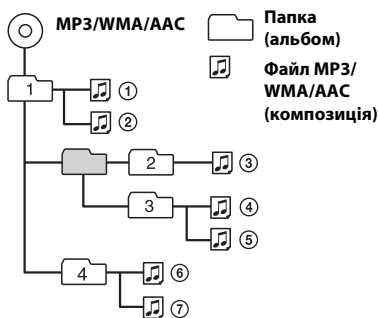 MP3/WMA/AAC
Папка
(альбом)
Файл MP3/
WMA/AAC
(композиція)
1
①
②
2
③
3
④
⑤
4
⑥
⑦